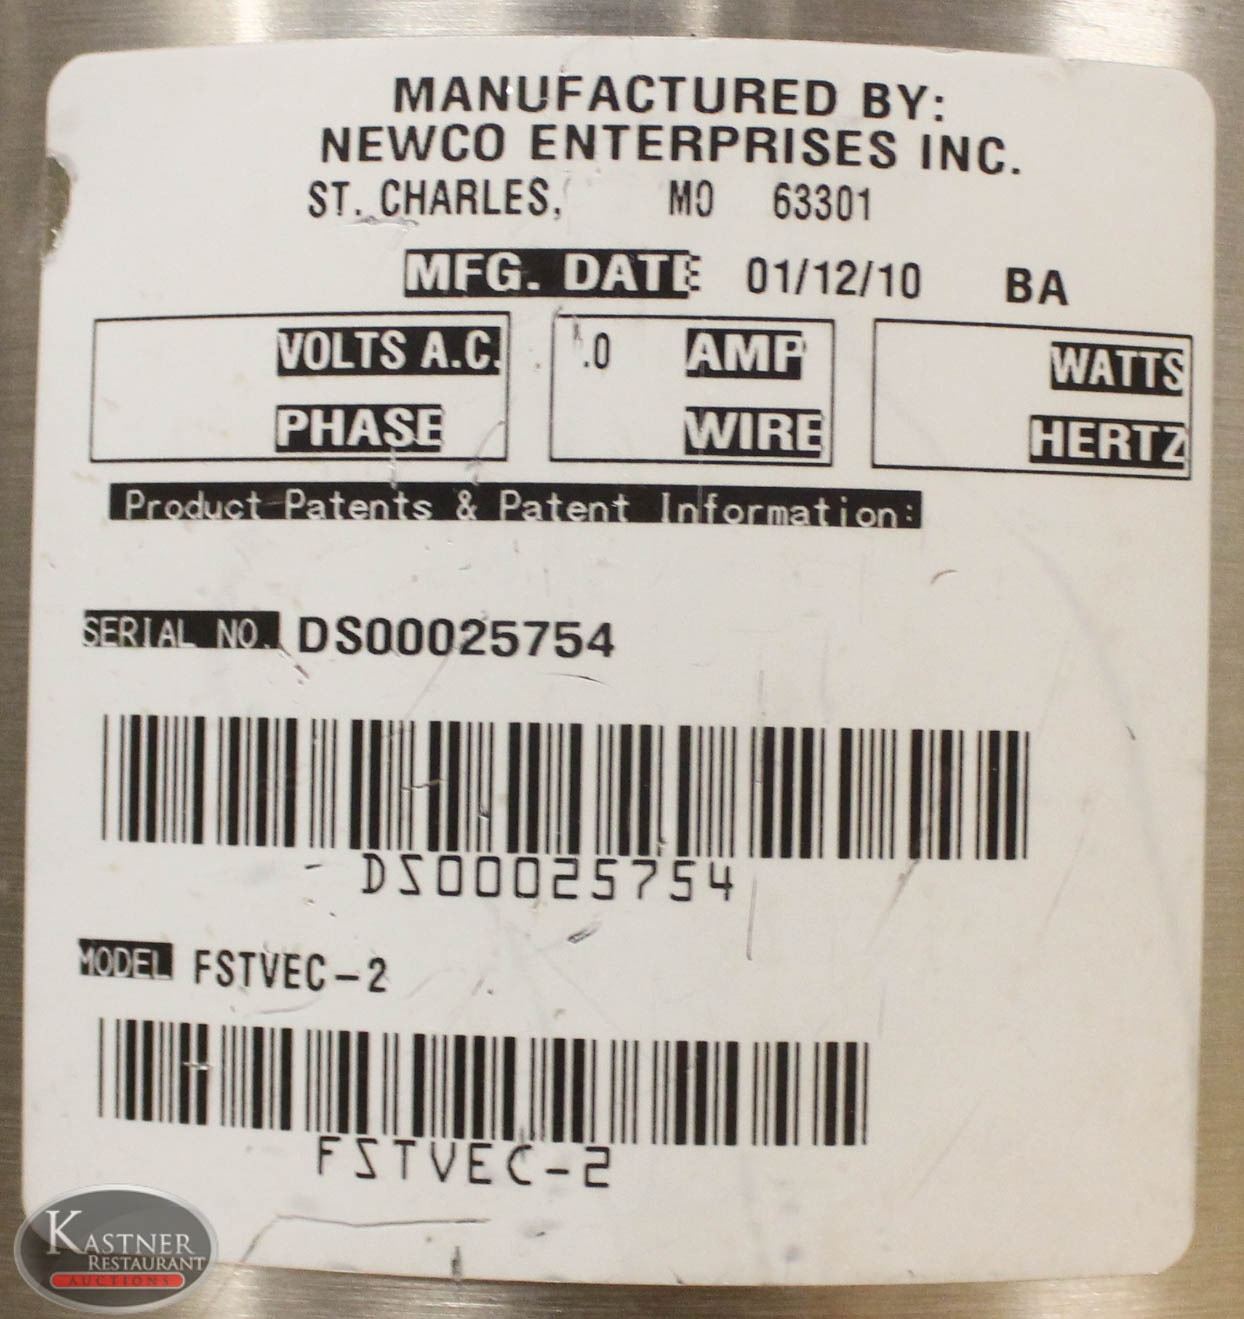 MANUFACTURED BY:
NEWCO ENTERPRISES INC.
ST. CHARLES, MO 63301
MFG. DATE: 01/12/10 BA
VOLTS A.C. .0 AMP WATTS
PHASE WIRE HERTZ
Product Patents & Patent Information:
SERIAL NO. DS00025754
DS00025754
MODEL FSTVEC-2
FSTVEC-2
KASTNER
RESTAURANT
AUCTIONS